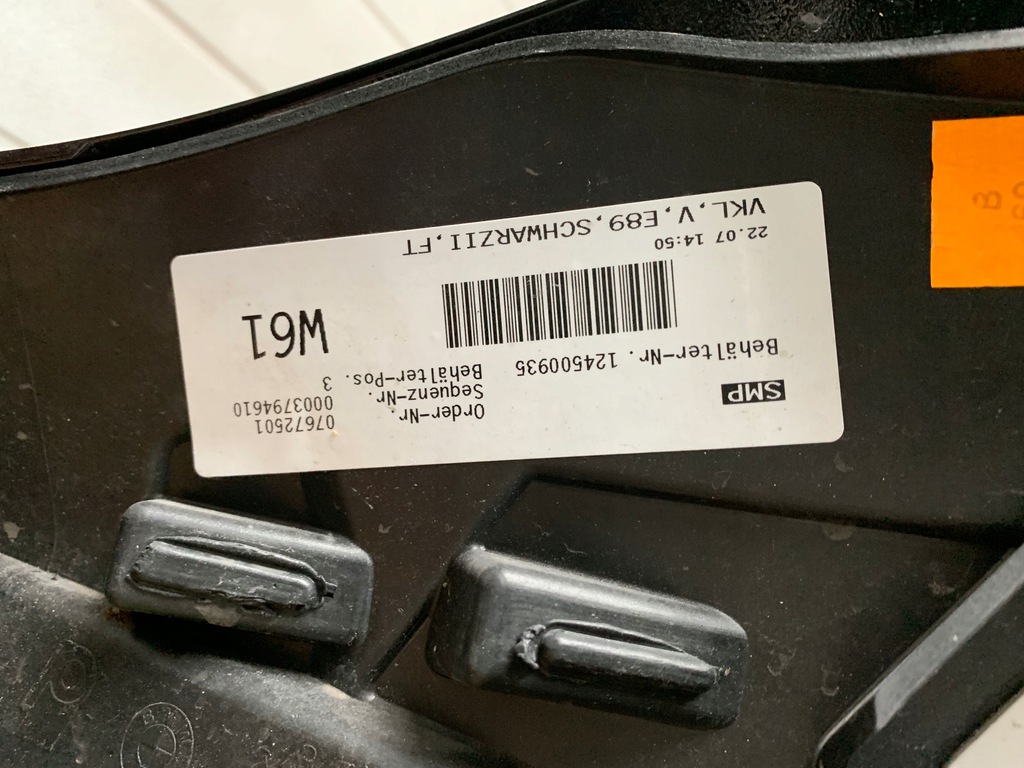 SMP
Order-Nr. 07672501
Sequenz-Nr. 0003794610
Behälter-Nr. 124500935 Behälter-Pos. 3
W61
22.07 14:50
VKL,V,E89,SCHWARZII,FT